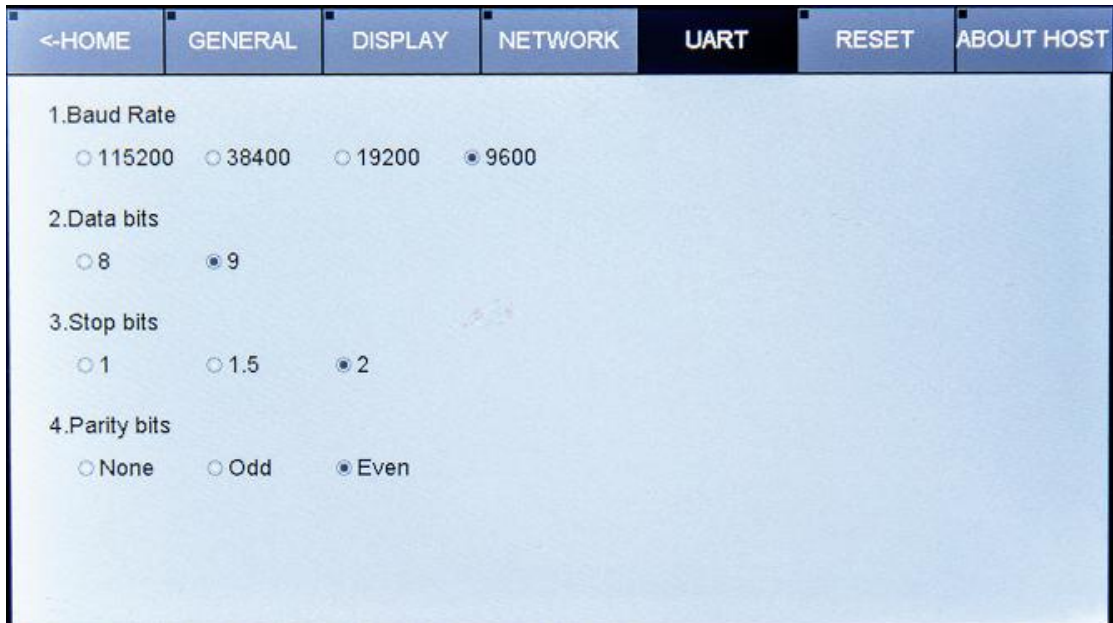 <-HOME GENERAL DISPLAY NETWORK UART RESET ABOUT HOST
1.Baud Rate
115200 38400 19200 9600
2.Data bits
8 9
3.Stop bits
1 1.5 2
4.Parity bits
None Odd Even